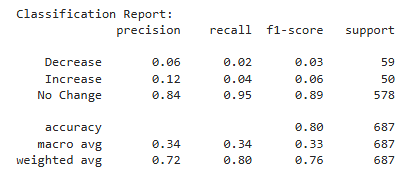 Classification Report:
precision recall f1-score support
Decrease 0.06 0.02 0.03 59
Increase 0.12 0.04 0.06 50
No Change 0.84 0.95 0.89 578
accuracy 0.80 687
macro avg 0.34 0.34 0.33 687
weighted avg 0.72 0.80 0.76 687